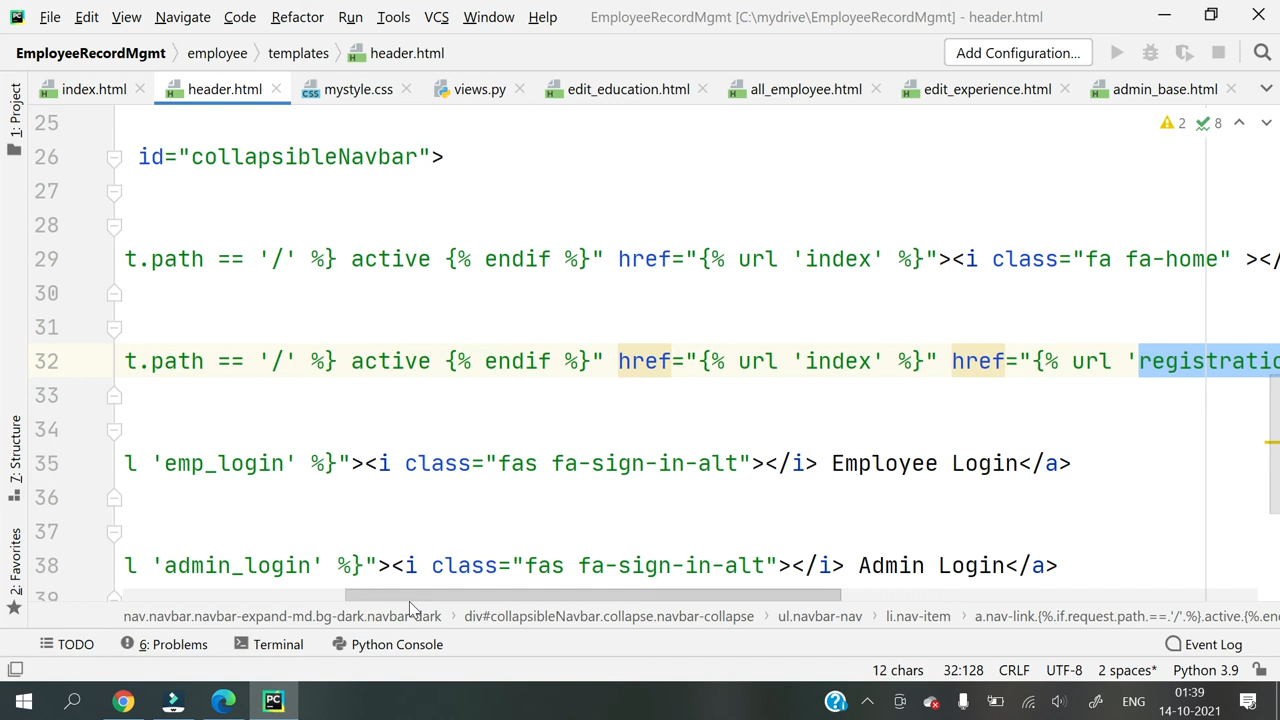 File Edit View Navigate Code Refactor Run Tools VCS Window Help EmployeeRecordMgmt [C:\mydrive\EmployeeRecordMgmt] - header.html
EmployeeRecordMgmt employee templates header.html Add Configuration...
index.html header.html mystyle.css views.py edit_education.html all_employee.html edit_experience.html admin_base.html
1: Project
7: Structure
2: Favorites
2 8
25
26 id="collapsibleNavbar">
27
28
29 t.path == '/' %} active {% endif %}" href="{% url 'index' %}"><i class="fa fa-home" ></
30
31
32 t.path == '/' %} active {% endif %}" href="{% url 'index' %}" href="{% url 'registratio
33
34
35 l 'emp_login' %}"><i class="fas fa-sign-in-alt"></i> Employee Login</a>
36
37
38 l 'admin_login' %}"><i class="fas fa-sign-in-alt"></i> Admin Login</a>
39
nav.navbar.navbar-expand-md.bg-dark.navbar-dark div#collapsibleNavbar.collapse.navbar-collapse ul.navbar-nav li.nav-item a.nav-link.{%.if.request.path.==.'/'.%}.active.{%.end
TODO 6: Problems Terminal Python Console Event Log
12 chars 32:128 CRLF UTF-8 2 spaces* Python 3.9
PC ENG 01:39
14-10-2021